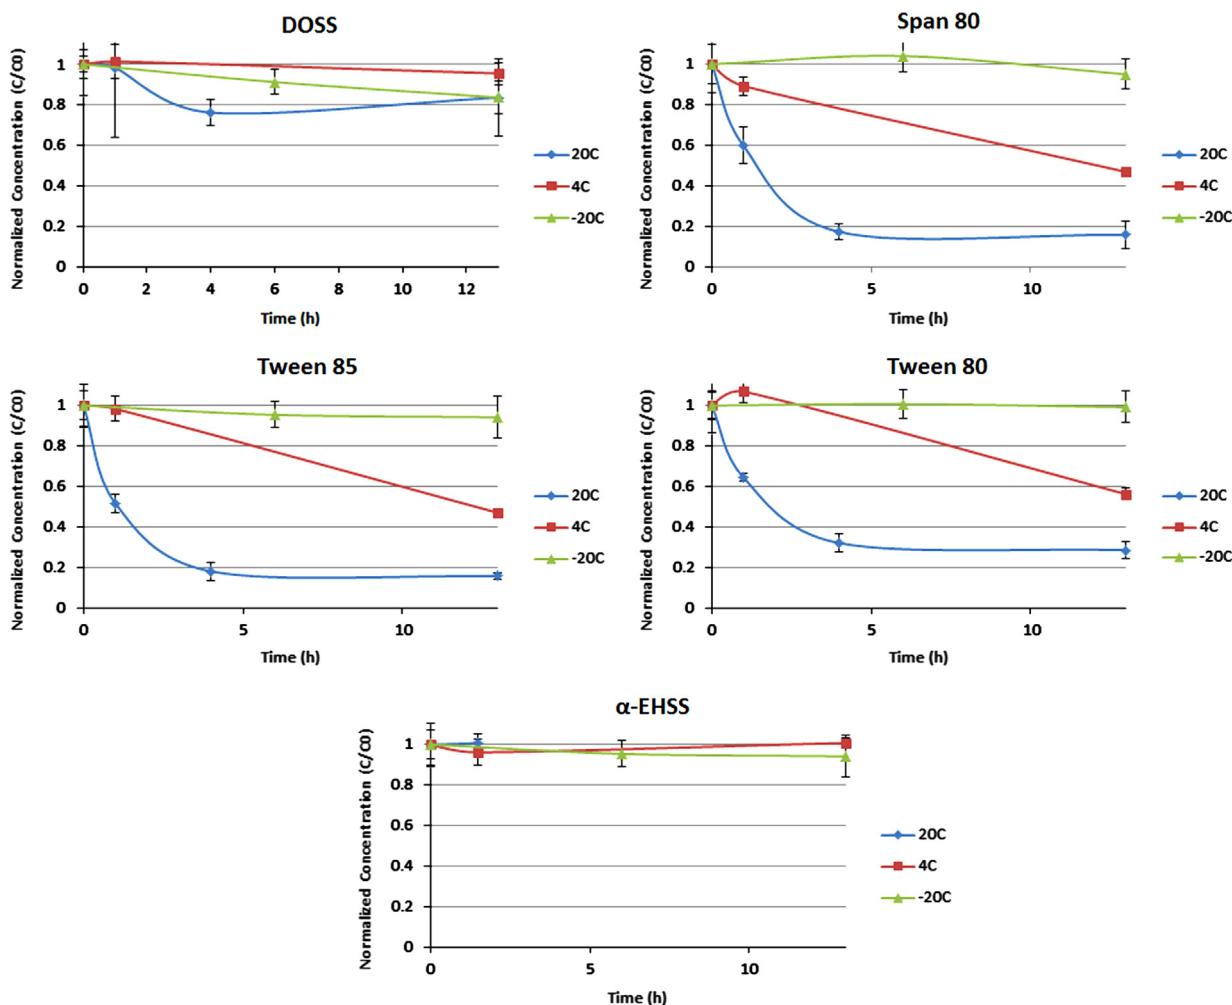 DOSS
Normalized Concentration (C/C0)
1
0.8
0.6
0.4
0.2
0
0 2 4 6 8 10 12
Time (h)
20C
4C
-20C
Span 80
Normalized Concentration (C/C0)
1
0.8
0.6
0.4
0.2
0
0 5 10
Time (h)
20C
4C
-20C
Tween 85
Normalized Concentration (C/C0)
1
0.8
0.6
0.4
0.2
0
0 5 10
Time (h)
20C
4C
-20C
Tween 80
Normalized Concentration (C/C0)
1
0.8
0.6
0.4
0.2
0
0 5 10
Time (h)
20C
4C
-20C
α-EHSS
Normalized Concentration (C/C0)
1
0.8
0.6
0.4
0.2
0
0 5 10
Time (h)
20C
4C
-20C